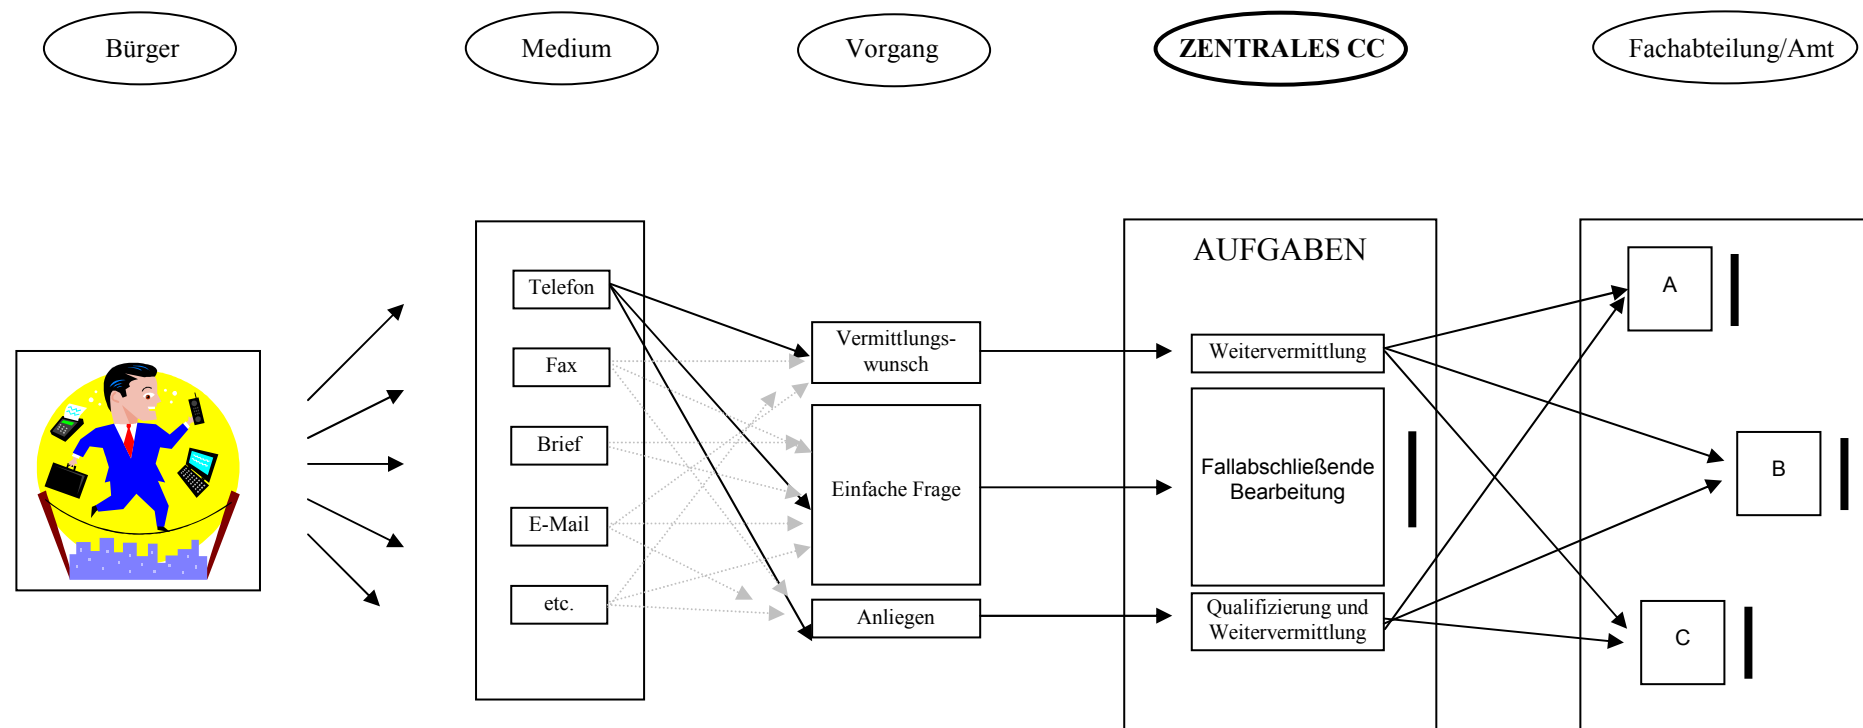 Bürger
Medium
Vorgang
ZENTRALES CC
Fachabteilung/Amt
Telefon
Fax
Brief
E-Mail
etc.
Vermittlungs-
wunsch
Einfache Frage
Anliegen
AUFGABEN
Weitervermittlung
Fallabschließende
Bearbeitung
Qualifizierung und
Weitervermittlung
A
B
C